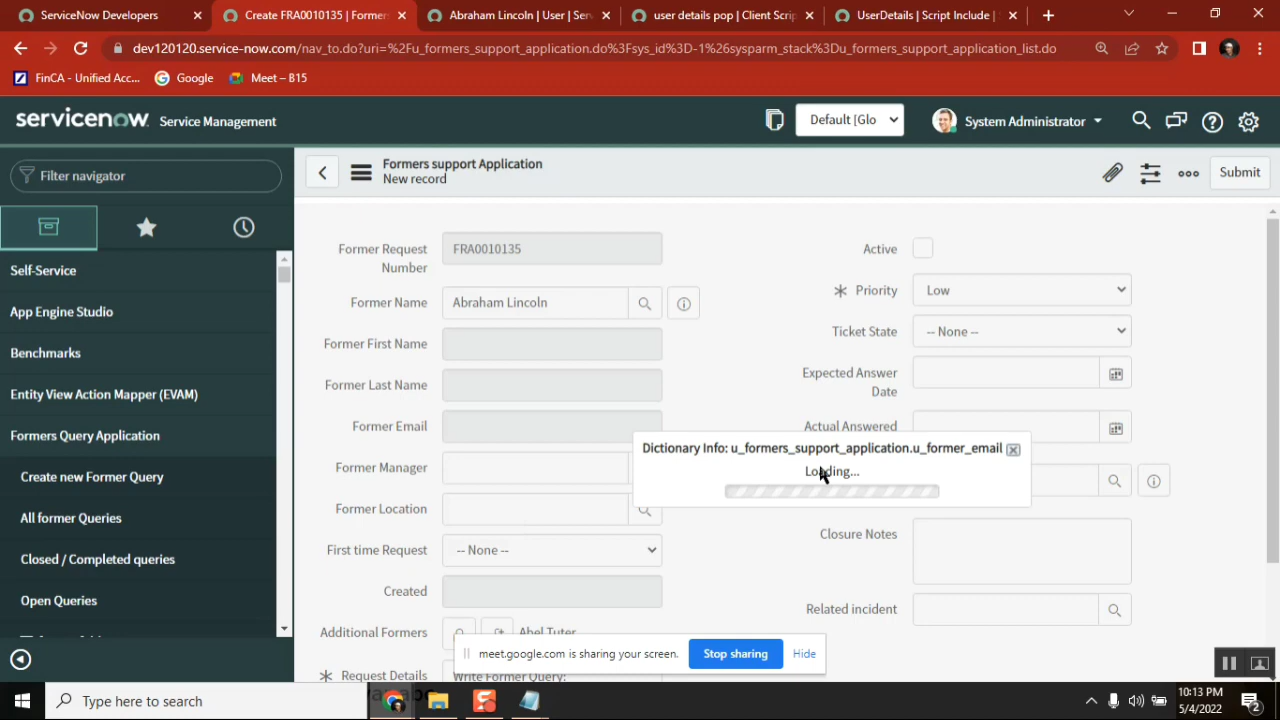 ServiceNow Developers
Create FRA0010135 | Former
Abraham Lincoln | User | Serv
user details pop | Client Scrip
UserDetails | Script Include |
dev120120.service-now.com/nav_to.do?uri=%2Fu_formers_support_application.do%3Fsys_id%3D-1%26sysparm_stack%3Du_formers_support_application_list.do
FinCA - Unified Acc...
Google
Meet – B15
servicenow Service Management
Default [Glo
System Administrator
Filter navigator
Self-Service
App Engine Studio
Benchmarks
Entity View Action Mapper (EVAM)
Formers Query Application
Create new Former Query
All former Queries
Closed / Completed queries
Open Queries
Formers support Application
New record
Submit
Former Request
Number
FRA0010135
Former Name
Abraham Lincoln
Former First Name
Former Last Name
Former Email
Former Manager
Former Location
First time Request
-- None --
Created
Additional Formers
Abel Tuter
Request Details
Write Former Query:
Active
Priority
Low
Ticket State
-- None --
Expected Answer
Date
Actual Answered
Dictionary Info: u_formers_support_application.u_former_email
Loading...
Closure Notes
Related incident
meet.google.com is sharing your screen.
Stop sharing
Hide
Type here to search
10:13 PM
5/4/2022
2